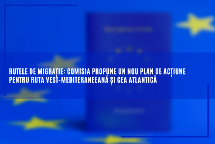 RUTELE DE MIGRAȚIE: COMISIA PROPUNE UN NOU PLAN DE ACȚIUNE
PENTRU RUTA VEST-MEDITERANEEANĂ ȘI CEA ATLANTICĂ